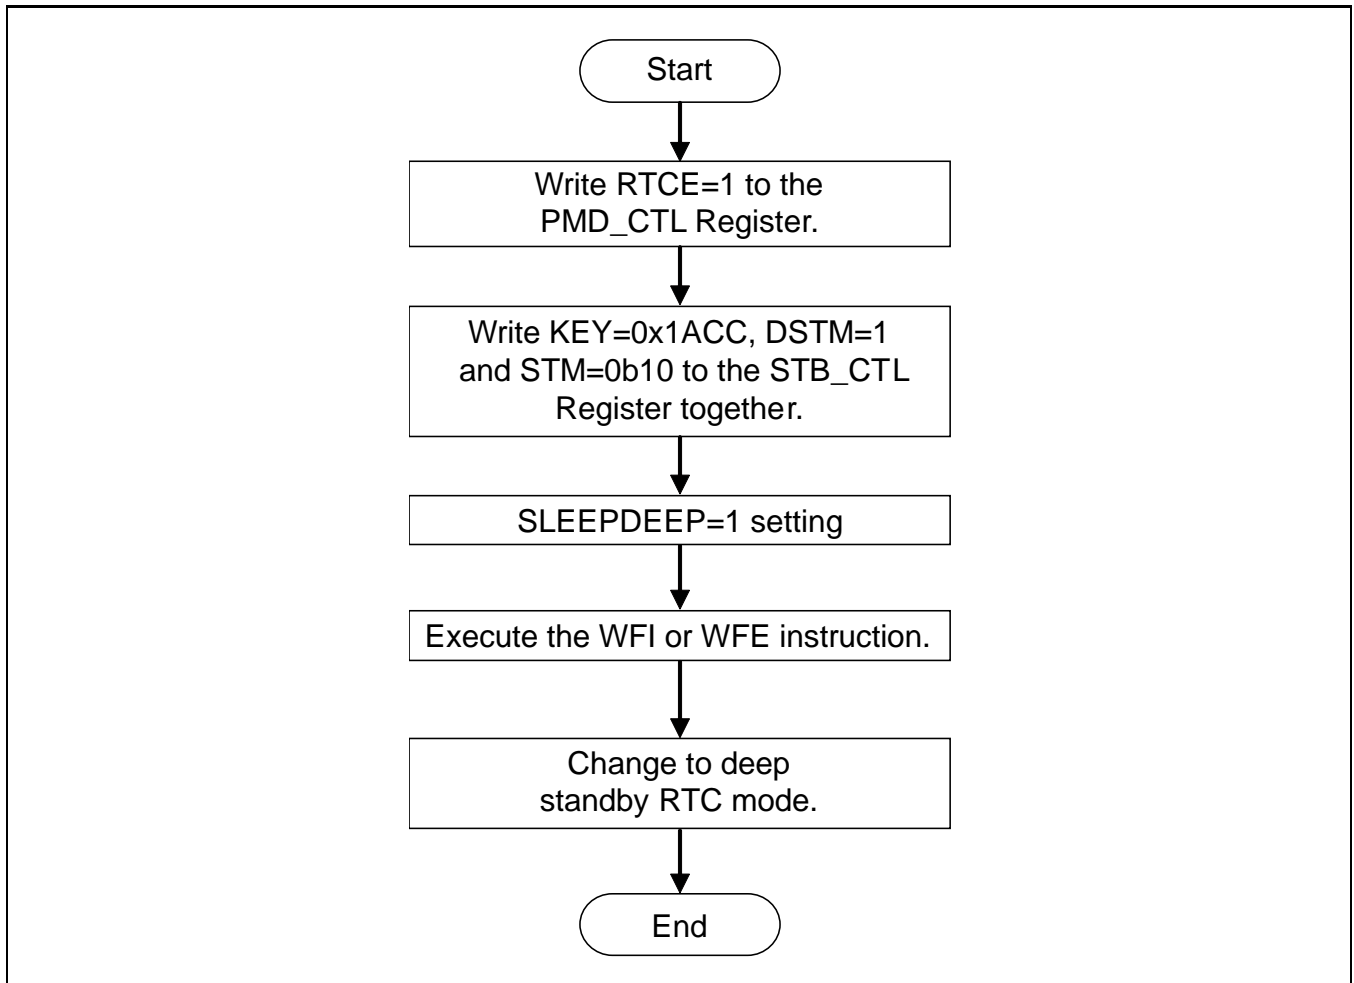 Start
Write RTCE=1 to the
PMD_CTL Register.
Write KEY=0x1ACC, DSTM=1
and STM=0b10 to the STB_CTL
Register together.
SLEEPDEEP=1 setting
Execute the WFI or WFE instruction.
Change to deep
standby RTC mode.
End